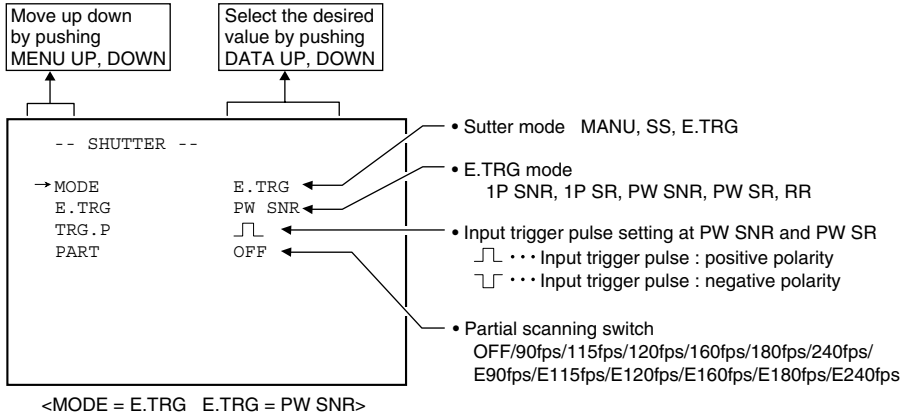 Move up down
by pushing
MENU UP, DOWN
Select the desired
value by pushing
DATA UP, DOWN
-- SHUTTER --
→MODE E.TRG
E.TRG PW SNR
TRG.P
PART OFF
• Sutter mode MANU, SS, E.TRG
• E.TRG mode
1P SNR, 1P SR, PW SNR, PW SR, RR
• Input trigger pulse setting at PW SNR and PW SR
･･･Input trigger pulse : positive polarity
･･･Input trigger pulse : negative polarity
• Partial scanning switch
OFF/90fps/115fps/120fps/160fps/180fps/240fps/
E90fps/E115fps/E120fps/E160fps/E180fps/E240fps
<MODE = E.TRG E.TRG = PW SNR>